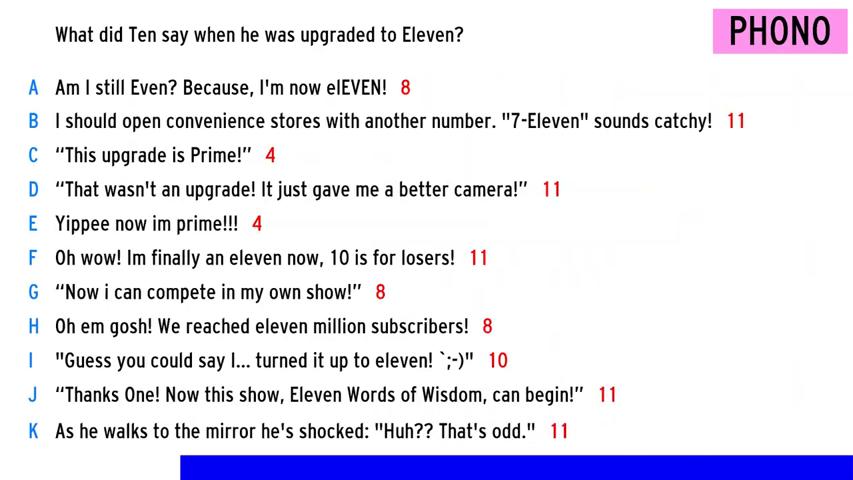 What did Ten say when he was upgraded to Eleven?
PHONO
A Am I still Even? Because, I'm now elEVEN! 8
B I should open convenience stores with another number. "7-Eleven" sounds catchy! 11
C “This upgrade is Prime!” 4
D “That wasn't an upgrade! It just gave me a better camera!” 11
E Yippee now im prime!!! 4
F Oh wow! Im finally an eleven now, 10 is for losers! 11
G “Now i can compete in my own show!” 8
H Oh em gosh! We reached eleven million subscribers! 8
I "Guess you could say I... turned it up to eleven! `;-)" 10
J “Thanks One! Now this show, Eleven Words of Wisdom, can begin!” 11
K As he walks to the mirror he's shocked: "Huh?? That's odd." 11